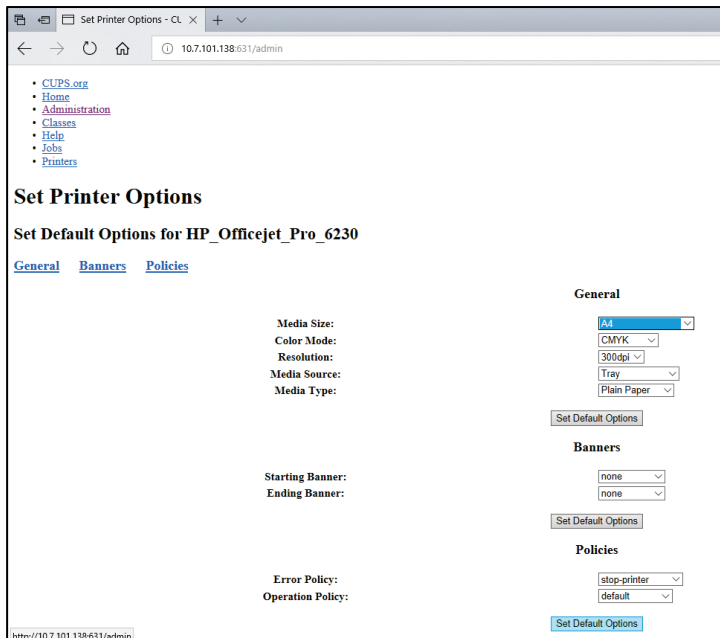 Set Printer Options - CU
10.7.101.138:631/admin
CUPS.org
Home
Administration
Classes
Help
Jobs
Printers
Set Printer Options
Set Default Options for HP_Officejet_Pro_6230
General Banners Policies
General
Media Size: A4
Color Mode: CMYK
Resolution: 300dpi
Media Source: Tray
Media Type: Plain Paper
Set Default Options
Banners
Starting Banner: none
Ending Banner: none
Set Default Options
Policies
Error Policy: stop-printer
Operation Policy: default
Set Default Options
http://10.7.101.138:631/admin